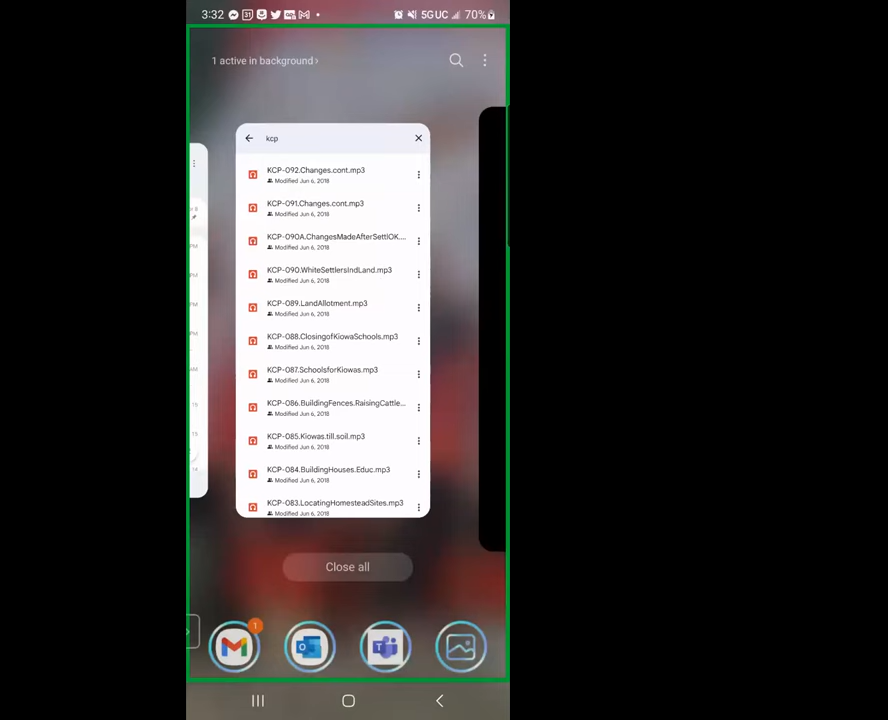 3:32 31 5GUC 70%
1 active in background >
kcp
KCP-092.Changes.cont.mp3
Modified Jun 6, 2018
KCP-091.Changes.cont.mp3
Modified Jun 6, 2018
KCP-090A.ChangesMadeAfterSettlOK....
Modified Jun 6, 2018
KCP-090.WhiteSettlersIndLand.mp3
Modified Jun 6, 2018
KCP-089.LandAllotment.mp3
Modified Jun 6, 2018
KCP-088.ClosingofKiowaSchools.mp3
Modified Jun 6, 2018
KCP-087.SchoolsforKiowas.mp3
Modified Jun 6, 2018
KCP-086.BuildingFences.RaisingCattle...
Modified Jun 6, 2018
KCP-085.Kiowas.till.soil.mp3
Modified Jun 6, 2018
KCP-084.BuildingHouses.Educ.mp3
Modified Jun 6, 2018
KCP-083.LocatingHomesteadSites.mp3
Modified Jun 6, 2018
Close all
1